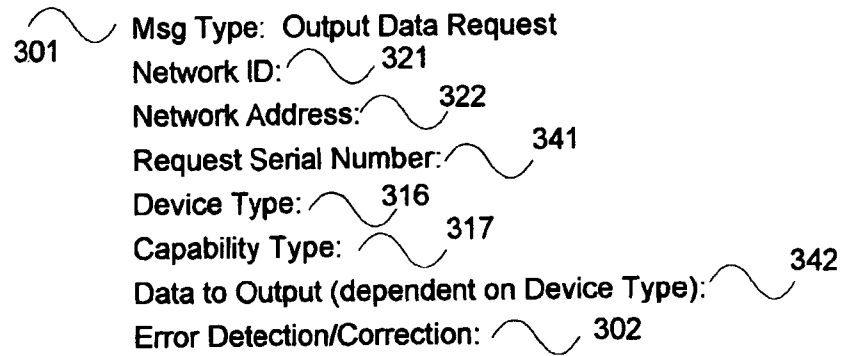 301 Msg Type: Output Data Request
Network ID: 321
Network Address: 322
Request Serial Number: 341
Device Type: 316
Capability Type: 317
Data to Output (dependent on Device Type): 342
Error Detection/Correction: 302